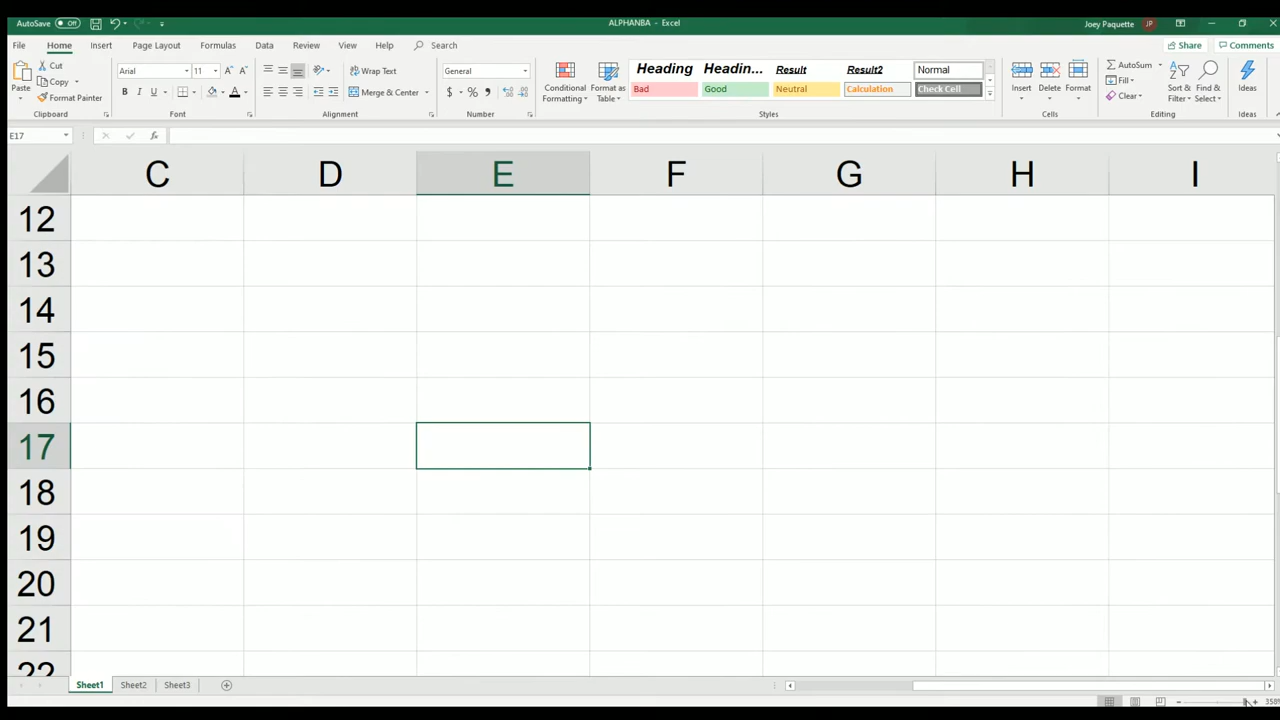 AutoSave Off ALPHANBA - Excel Joey Paquette JP
File Home Insert Page Layout Formulas Data Review View Help Search Share Comments
Paste Cut Copy Format Painter Clipboard
Arial 11 A A B I U A Font
Wrap Text Merge & Center Alignment
General $ % Number
Conditional Formatting Format as Table
Heading Headin... Result Result2 Normal
Bad Good Neutral Calculation Check Cell
Styles
Insert Delete Format Cells
AutoSum Fill Clear Sort & Filter Find & Select Editing
Ideas Ideas
E17 fx
C D E F G H I
12
13
14
15
16
17
18
19
20
21
22
Sheet1 Sheet2 Sheet3
358%